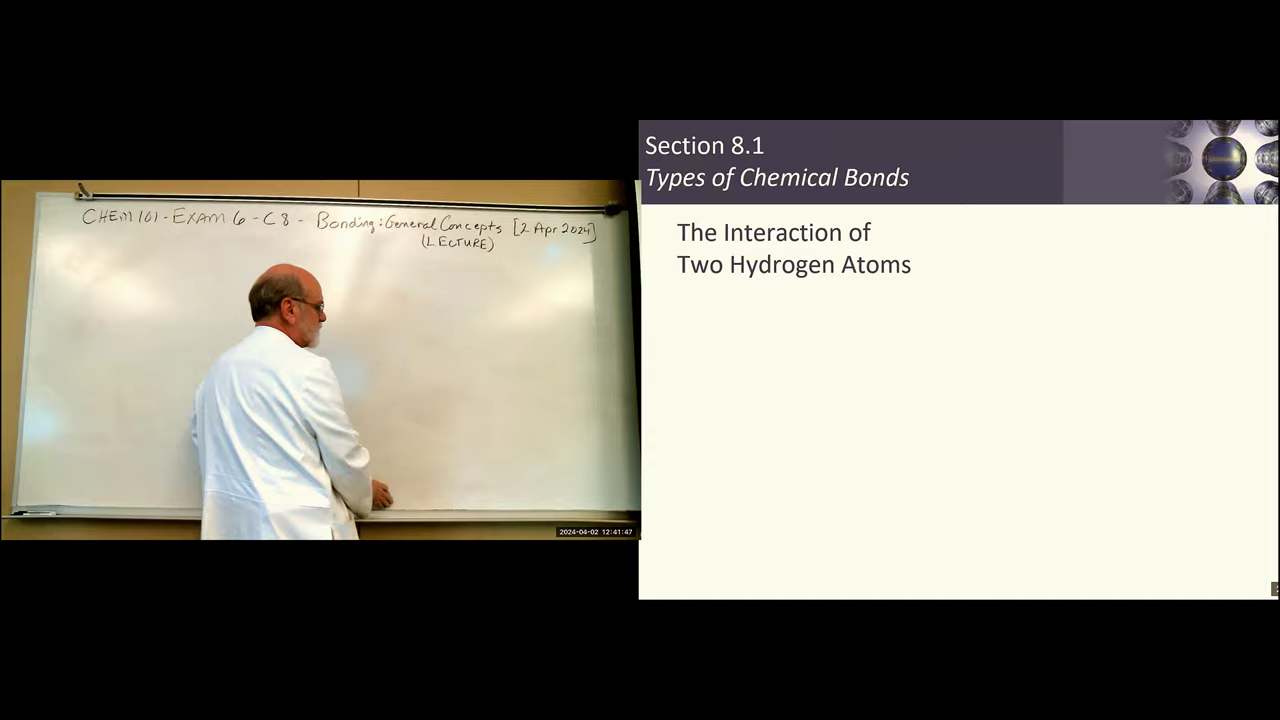 CHEM 101 - EXAM 6 - C 8 - Bonding: General Concepts [2 Apr 2024]
(LECTURE)
2024-04-02 12:41:47
Section 8.1
Types of Chemical Bonds
The Interaction of
Two Hydrogen Atoms